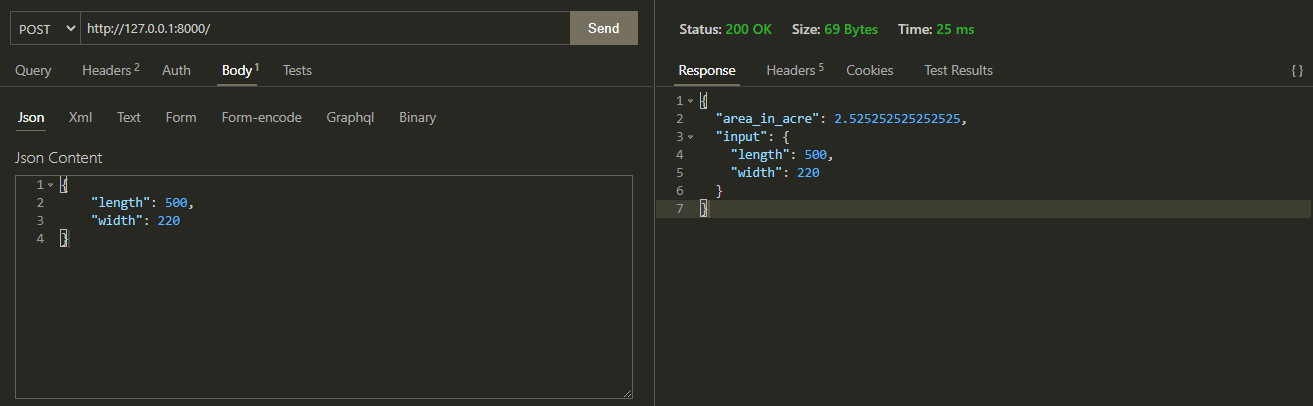 POST http://127.0.0.1:8000/ Send
Query Headers 2 Auth Body 1 Tests
Json Xml Text Form Form-encode Graphql Binary
Json Content
1 {
2 "length": 500,
3 "width": 220
4 }
Status: 200 OK Size: 69 Bytes Time: 25 ms
Response Headers 5 Cookies Test Results { }
1 {
2 "area_in_acre": 2.525252525252525,
3 "input": {
4 "length": 500,
5 "width": 220
6 }
7 }